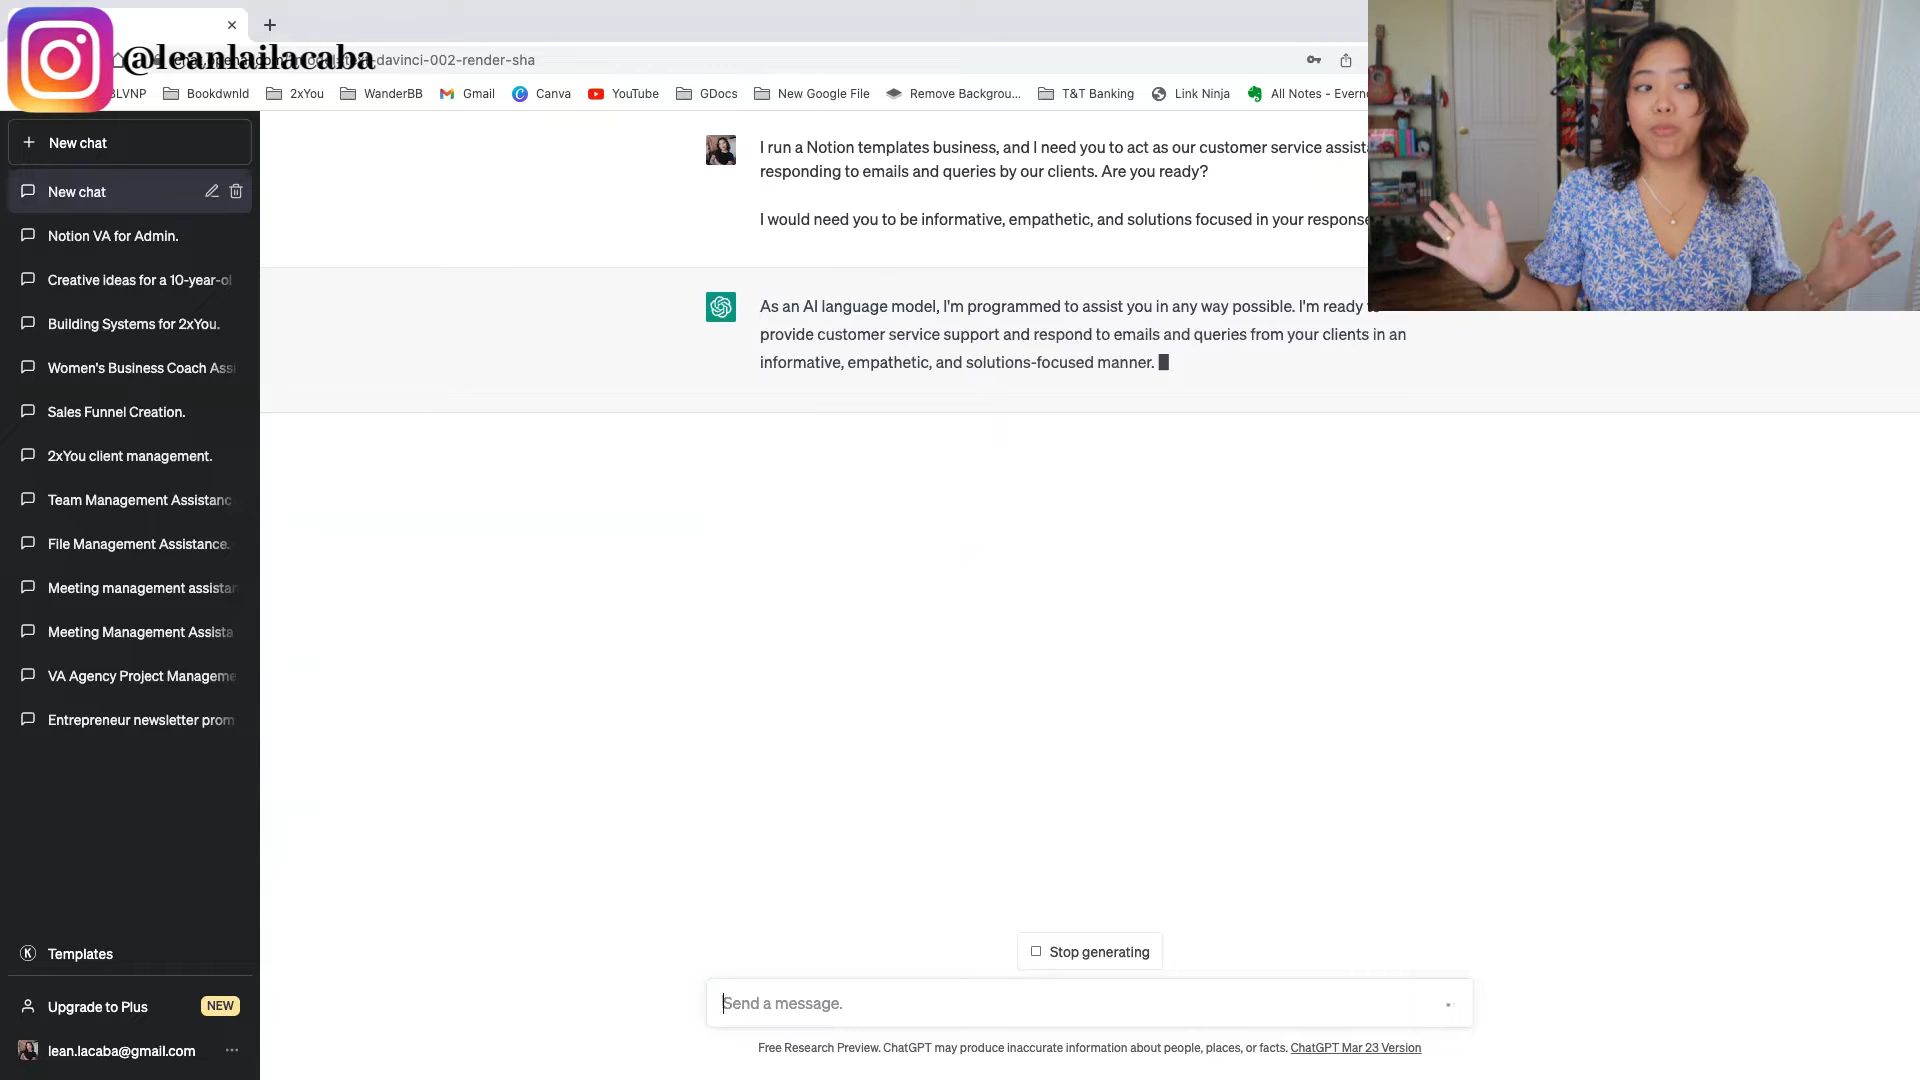 @leanlailacaba
davinci-002-render-sha
BLVNP
Bookdwnld
2xYou
WanderBB
Gmail
Canva
YouTube
GDocs
New Google File
Remove Backgrou...
T&T Banking
Link Ninja
All Notes - Evern
New chat
New chat
Notion VA for Admin.
Creative ideas for a 10-year-ol
Building Systems for 2xYou.
Women's Business Coach Assi
Sales Funnel Creation.
2xYou client management.
Team Management Assistanc
File Management Assistance.
Meeting management assistan
Meeting Management Assista
VA Agency Project Manageme
Entrepreneur newsletter prom
Templates
Upgrade to Plus NEW
lean.lacaba@gmail.com
I run a Notion templates business, and I need you to act as our customer service assist
responding to emails and queries by our clients. Are you ready?
I would need you to be informative, empathetic, and solutions focused in your response
As an AI language model, I'm programmed to assist you in any way possible. I'm ready
provide customer service support and respond to emails and queries from your clients in an
informative, empathetic, and solutions-focused manner.
Stop generating
Send a message.
Free Research Preview. ChatGPT may produce inaccurate information about people, places, or facts. ChatGPT Mar 23 Version